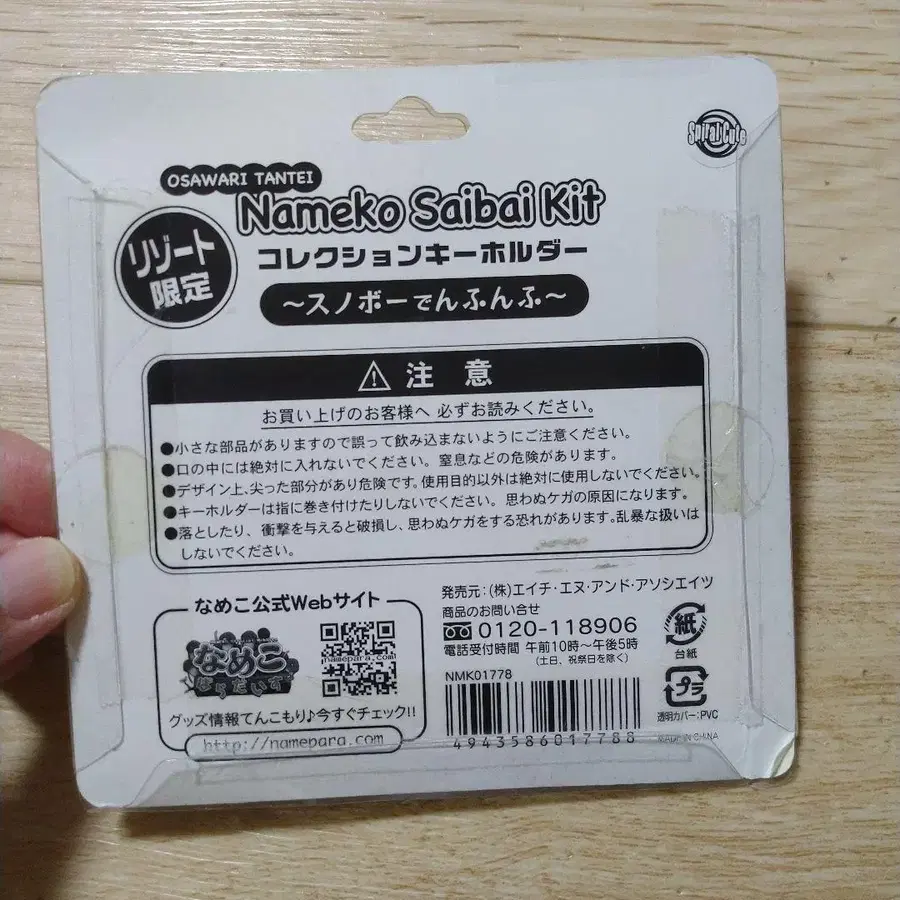 Spiral Cute
OSAWARI TANTEI
Nameko Saibai Kit
リゾート
限定
コレクションキーホルダー
～スノボーでんふんふ～
注 意
お買い上げのお客様へ 必ずお読みください。
●小さな部品がありますので誤って飲み込まないようにご注意ください。
●口の中には絶対に入れないでください。窒息などの危険があります。
●デザイン上、尖った部分があり危険です。使用目的以外は絶対に使用しないでください。
●キーホルダーは指に巻き付けたりしないでください。思わぬケガの原因になります。
●落としたり、衝撃を与えると破損し、思わぬケガをする恐れがあります。乱暴な扱いは
しないでください。
なめこ公式Webサイト
なめこ
ぱらだいす
namepara.com
グッズ情報てんこもり♪今すぐチェック!!
http://namepara.com
発売元：(株)エイチ・エヌ・アンド・アソシエイツ
商品のお問い合せ
0120-118906
電話受付時間 午前10時～午後5時
(土日、祝祭日を除く)
NMK01778
4943586017788
紙
台紙
プラ
透明カバー：PVC
MADE IN CHINA